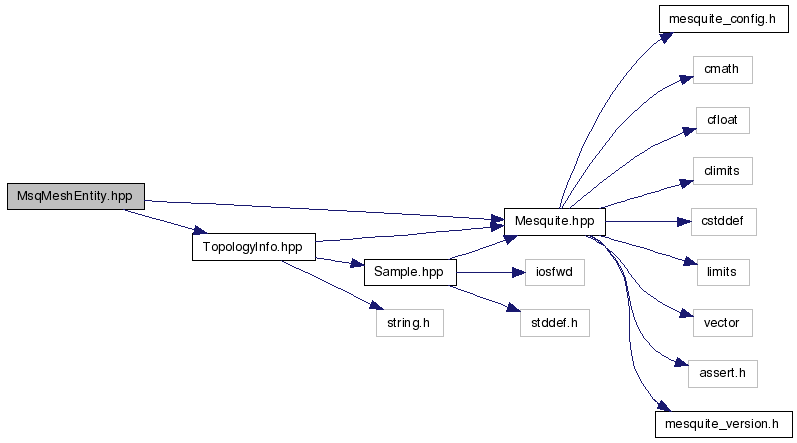 mesquite_config.h
cmath
cfloat
climits
MsqMeshEntity.hpp
Mesquite.hpp
cstddef
TopologyInfo.hpp
Sample.hpp
iosfwd
limits
string.h
stddef.h
vector
assert.h
mesquite_version.h